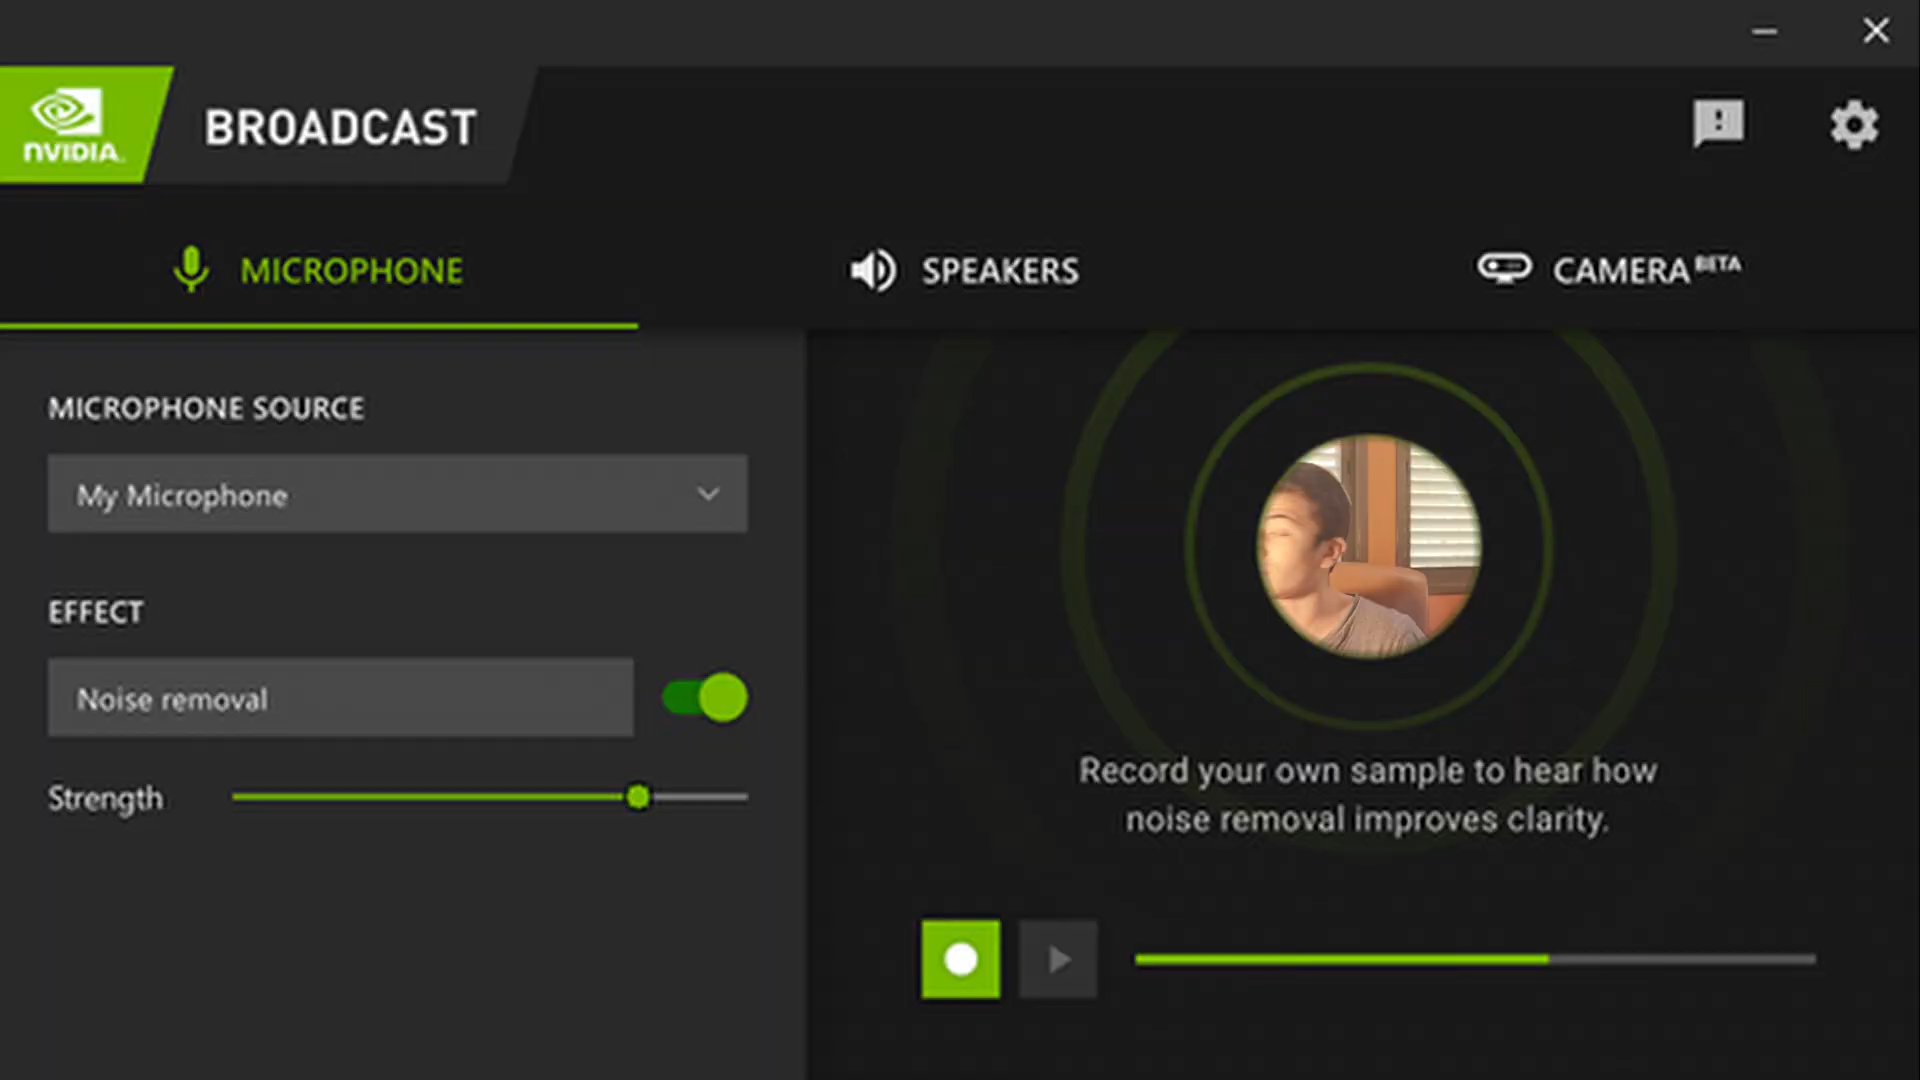 NVIDIA.
BROADCAST
MICROPHONE
SPEAKERS
CAMERA BETA
MICROPHONE SOURCE
My Microphone
EFFECT
Noise removal
Strength
Record your own sample to hear how
noise removal improves clarity.